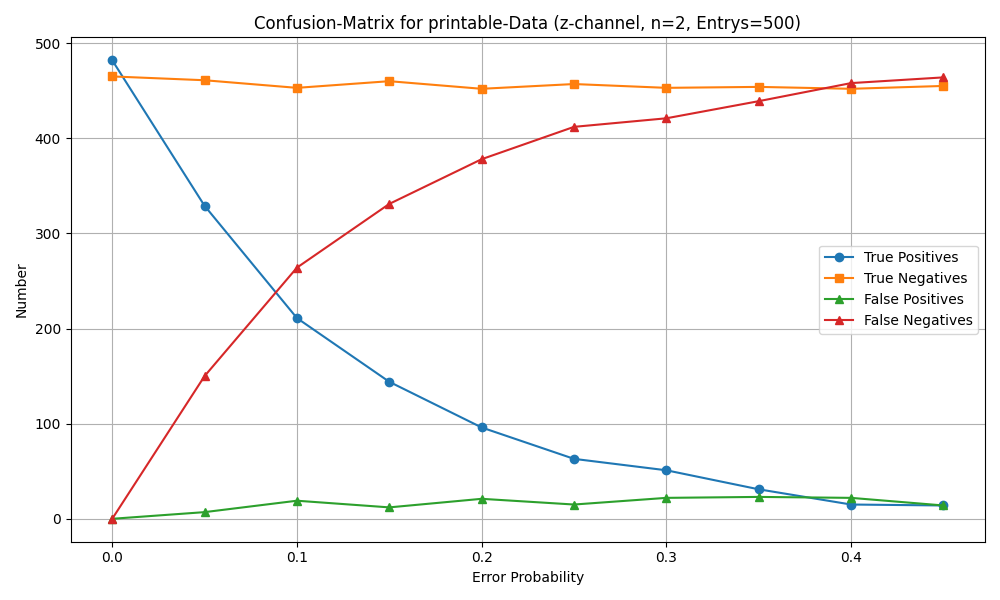 Confusion-Matrix for printable-Data (z-channel, n=2, Entrys=500)
500
400
300
200
100
0
Number
True Positives
True Negatives
False Positives
False Negatives
0.0 0.1 0.2 0.3 0.4
Error Probability